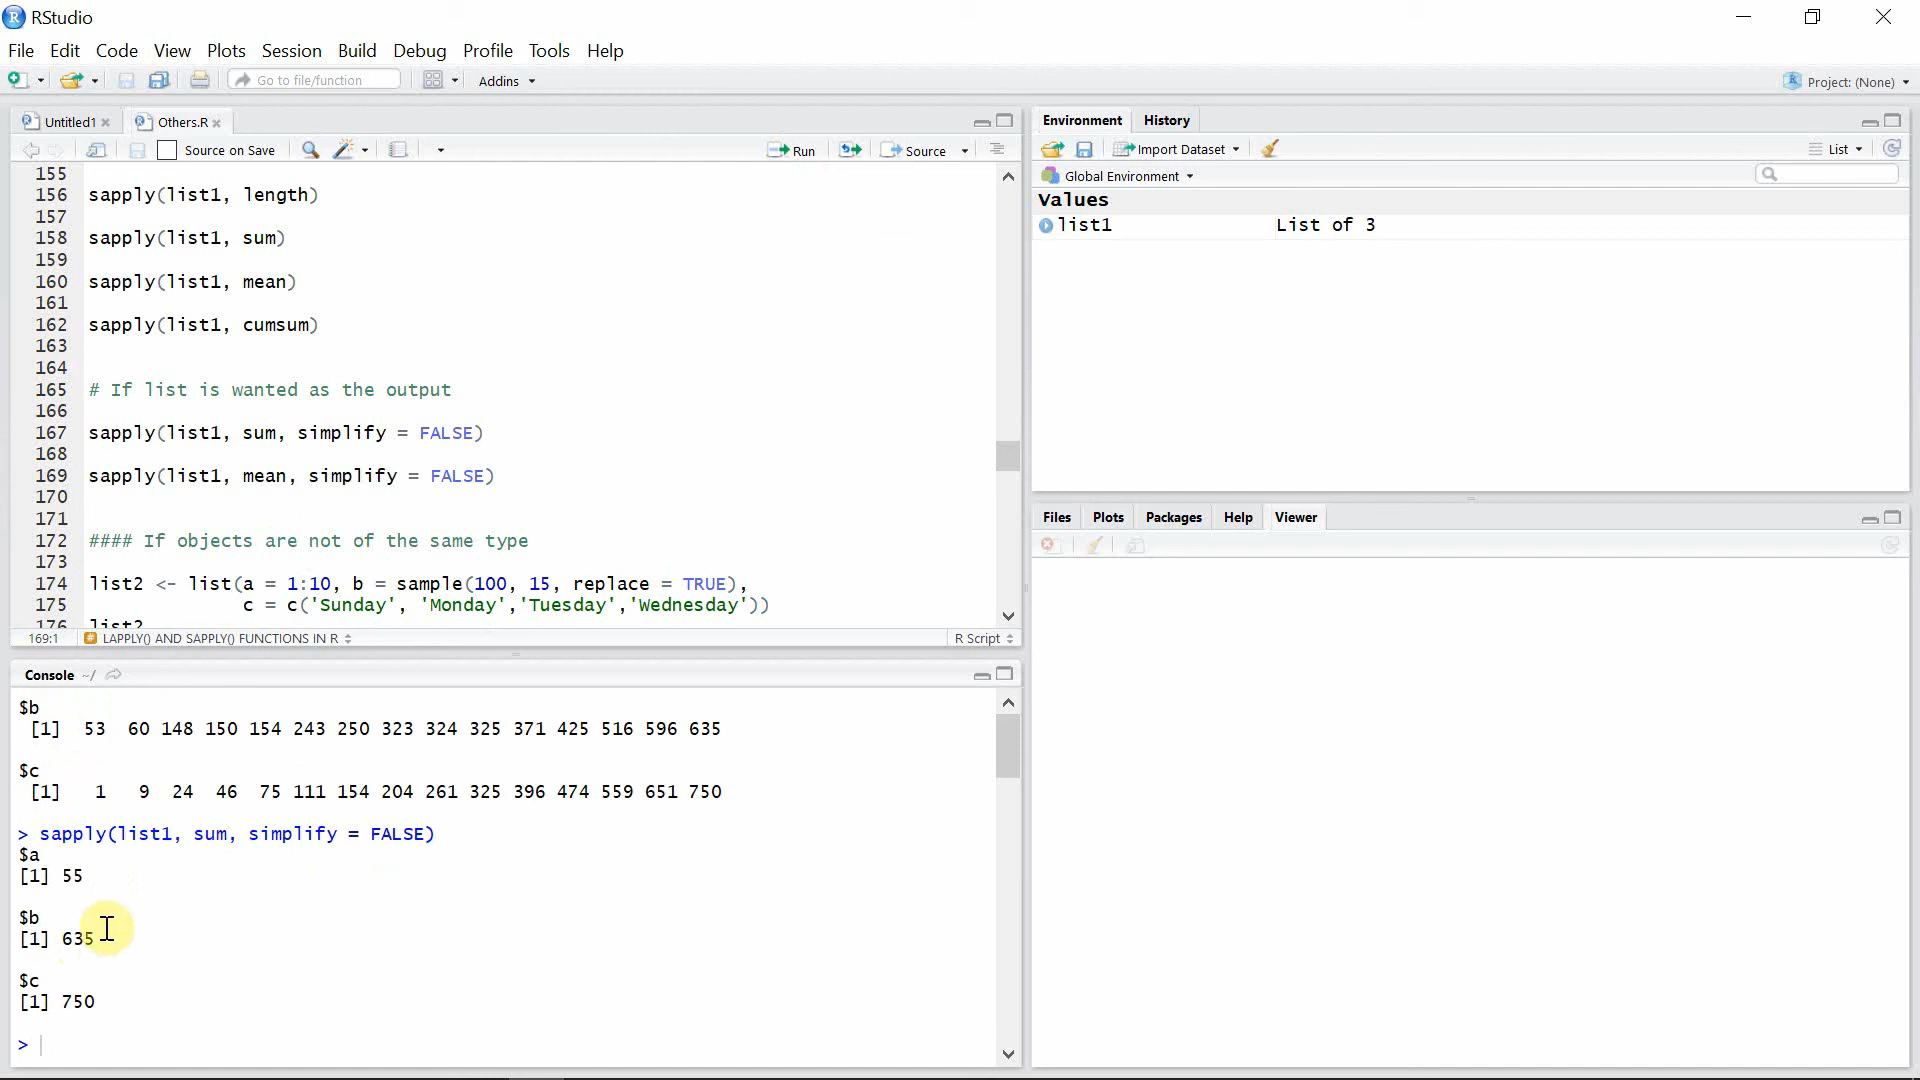 RStudio
File Edit Code View Plots Session Build Debug Profile Tools Help
Go to file/function Addins Project: (None)
Untitled1 Others.R
Source on Save Run Source
155
156 sapply(list1, length)
157
158 sapply(list1, sum)
159
160 sapply(list1, mean)
161
162 sapply(list1, cumsum)
163
164
165 # If list is wanted as the output
166
167 sapply(list1, sum, simplify = FALSE)
168
169 sapply(list1, mean, simplify = FALSE)
170
171
172 #### If objects are not of the same type
173
174 list2 <- list(a = 1:10, b = sample(100, 15, replace = TRUE),
175 c = c('Sunday', 'Monday','Tuesday','Wednesday'))
176 list2
169:1 LAPPLY() AND SAPPLY() FUNCTIONS IN R R Script
Console ~/
$b
[1] 53 60 148 150 154 243 250 323 324 325 371 425 516 596 635
$c
[1] 1 9 24 46 75 111 154 204 261 325 396 474 559 651 750
> sapply(list1, sum, simplify = FALSE)
$a
[1] 55
$b
[1] 635
$c
[1] 750
>
Environment History
Import Dataset List
Global Environment
Values
list1 List of 3
Files Plots Packages Help Viewer